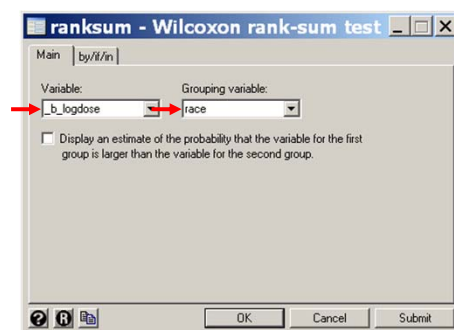 ranksum - Wilcoxon rank-sum test
Main by/if/in
Variable: Grouping variable:
_b_logdose race
Display an estimate of the probability that the variable for the first
group is larger than the variable for the second group.
OK Cancel Submit